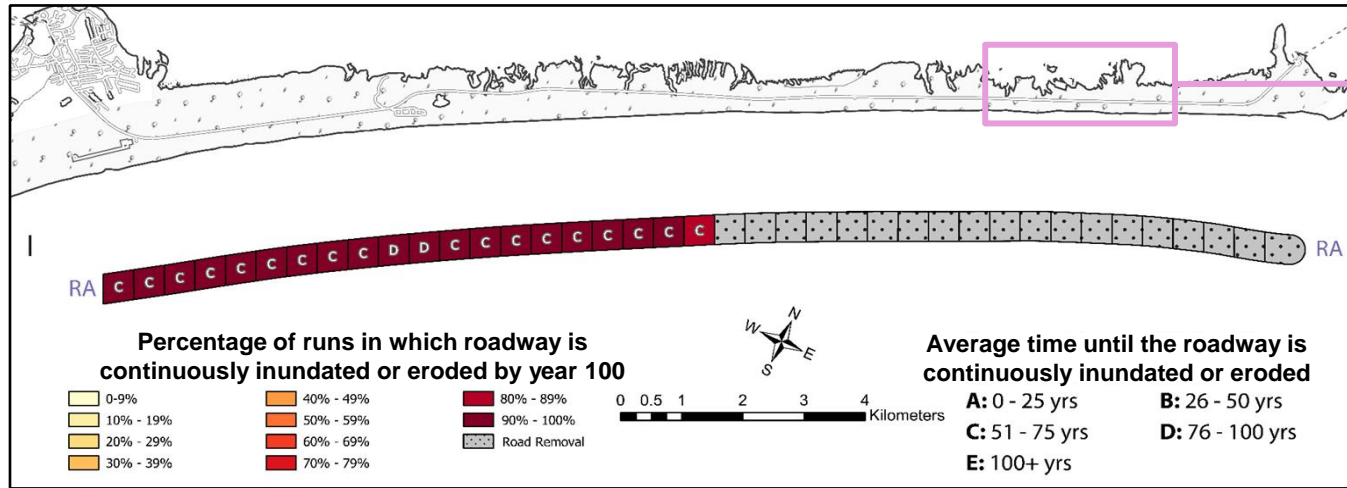 I
RA C C C C C C C C C D D C C C C C C C C C RA
Percentage of runs in which roadway is
continuously inundated or eroded by year 100
0-9%
10% - 19%
20% - 29%
30% - 39%
40% - 49%
50% - 59%
60% - 69%
70% - 79%
80% - 89%
90% - 100%
Road Removal
N
W
E
S
0 0.5 1 2 3 4
Kilometers
Average time until the roadway is
continuously inundated or eroded
A: 0 - 25 yrs B: 26 - 50 yrs
C: 51 - 75 yrs D: 76 - 100 yrs
E: 100+ yrs